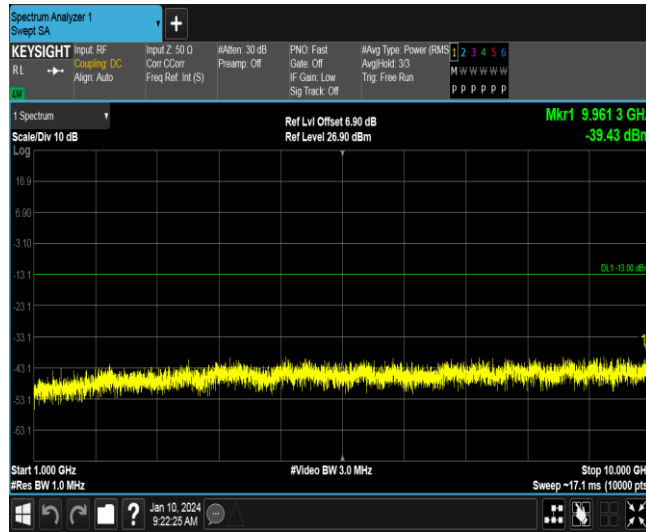 Spectrum Analyzer 1
Swept SA
KEYSIGHT
RL
Input: RF
Coupling: DC
Align: Auto
Input Z: 50 Ω
Corr CCorr
Freq Ref: Int (S)
#Atten: 30 dB
Preamp: Off
PNO: Fast
Gate: Off
IF Gain: Low
Sig Track: Off
#Avg Type: Power (RMS
Avg|Hold: 3/3
Trig: Free Run
1 2 3 4 5 6
M W W W W W
P P P P P P
1 Spectrum
Scale/Div 10 dB
Log
Ref Lvl Offset 6.90 dB
Ref Level 26.90 dBm
Mkr1 9.961 3 GHz
-39.43 dBm
16.9
6.90
-3.10
-13.1
-23.1
-33.1
-43.1
-53.1
-63.1
DL1 -13.00 dBm
1
Start 1.000 GHz
#Res BW 1.0 MHz
#Video BW 3.0 MHz
Stop 10.000 GHz
Sweep ~17.1 ms (10000 pts
?
Jan 10, 2024
9:22:25 AM